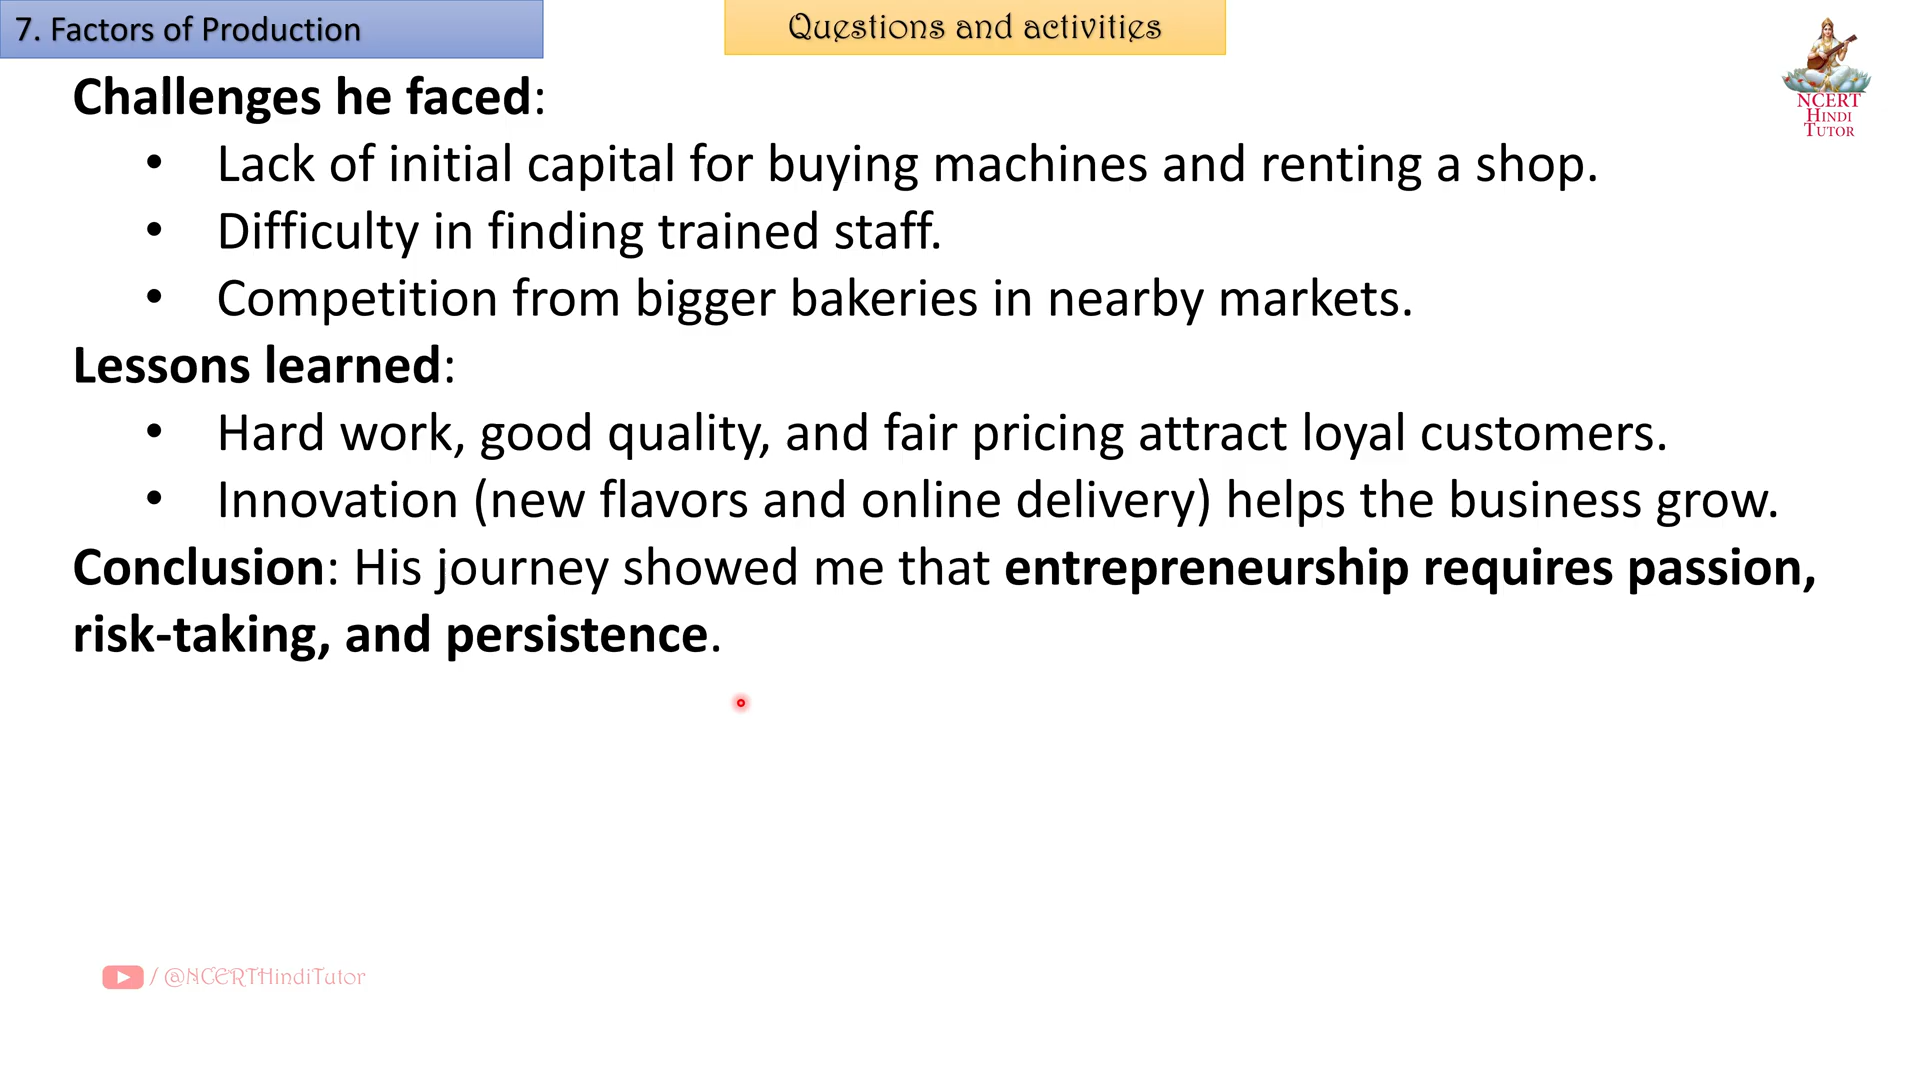 7. Factors of Production
Questions and activities
NCERT
HINDI
TUTOR
Challenges he faced:
• Lack of initial capital for buying machines and renting a shop.
• Difficulty in finding trained staff.
• Competition from bigger bakeries in nearby markets.
Lessons learned:
• Hard work, good quality, and fair pricing attract loyal customers.
• Innovation (new flavors and online delivery) helps the business grow.
Conclusion: His journey showed me that entrepreneurship requires passion,
risk-taking, and persistence.
/ @NCERTHindiTutor